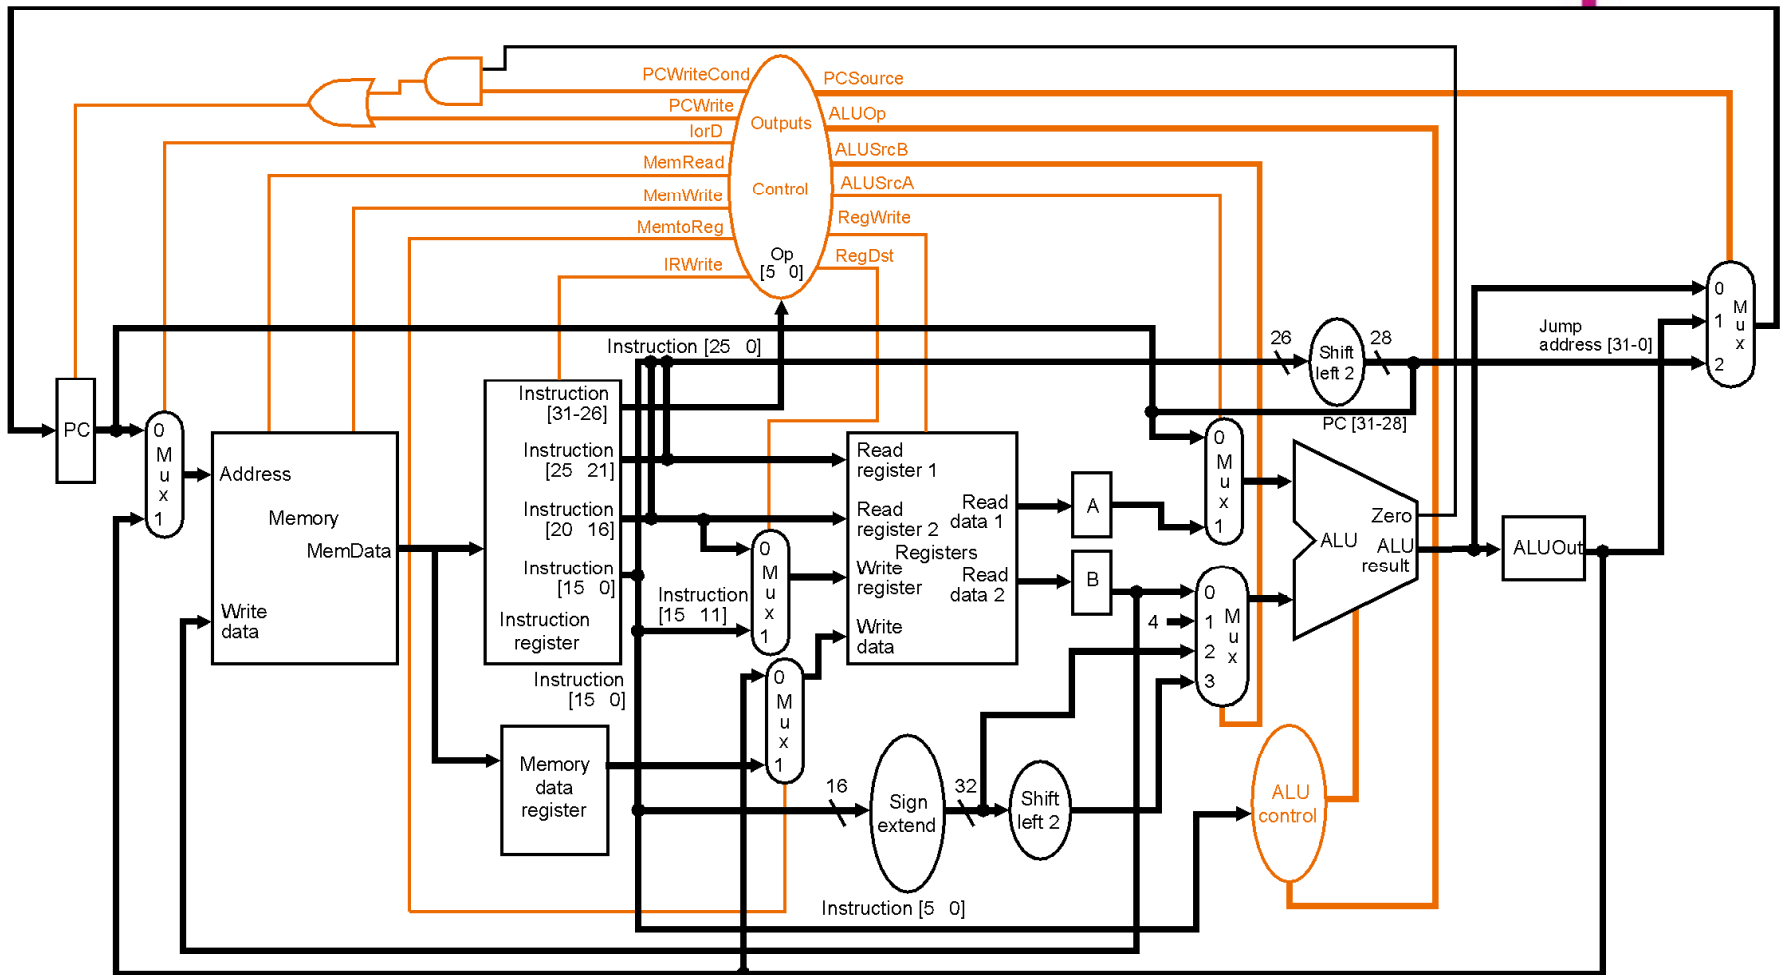 PCWriteCond
PCSource
PCWrite
ALUOp
IorD
Outputs
ALUSrcB
MemRead
ALUSrcA
Control
MemWrite
RegWrite
MemtoReg
RegDst
IRWrite
Op
[5 0]
Instruction [25 0]
26
Shift
left 2
28
Jump
address [31-0]
0
1
2
M
u
x
PC [31-28]
PC
0
M
u
x
1
Address
Memory
MemData
Write
data
Instruction
[31-26]
Instruction
[25 21]
Instruction
[20 16]
Instruction
[15 0]
Instruction
register
Instruction
[15 11]
0
M
u
x
1
Read
register 1
Read
register 2
Registers
Write
register
Write
data
Read
data 1
Read
data 2
A
B
0
M
u
x
1
4
0
1
2
3
M
u
x
Zero
ALU
ALU
result
ALUOut
Instruction
[15 0]
0
M
u
x
1
Memory
data
register
16
Sign
extend
32
Shift
left 2
ALU
control
Instruction [5 0]